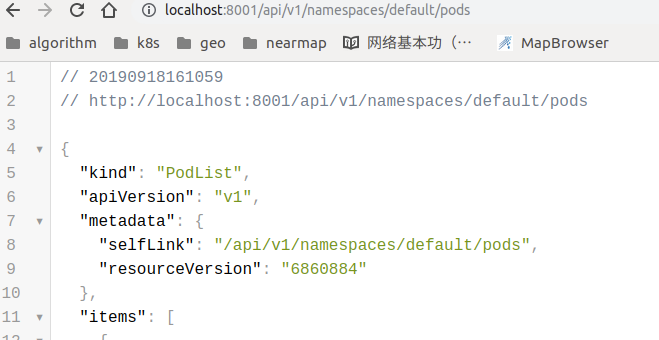 localhost:8001/api/v1/namespaces/default/pods
algorithm k8s geo nearmap 网络基本功（… MapBrowser
1 // 20190918161059
2 // http://localhost:8001/api/v1/namespaces/default/pods
3
4 ▼ {
5 "kind": "PodList",
6 "apiVersion": "v1",
7 ▼ "metadata": {
8 "selfLink": "/api/v1/namespaces/default/pods",
9 "resourceVersion": "6860884"
10 },
11 ▼ "items": [